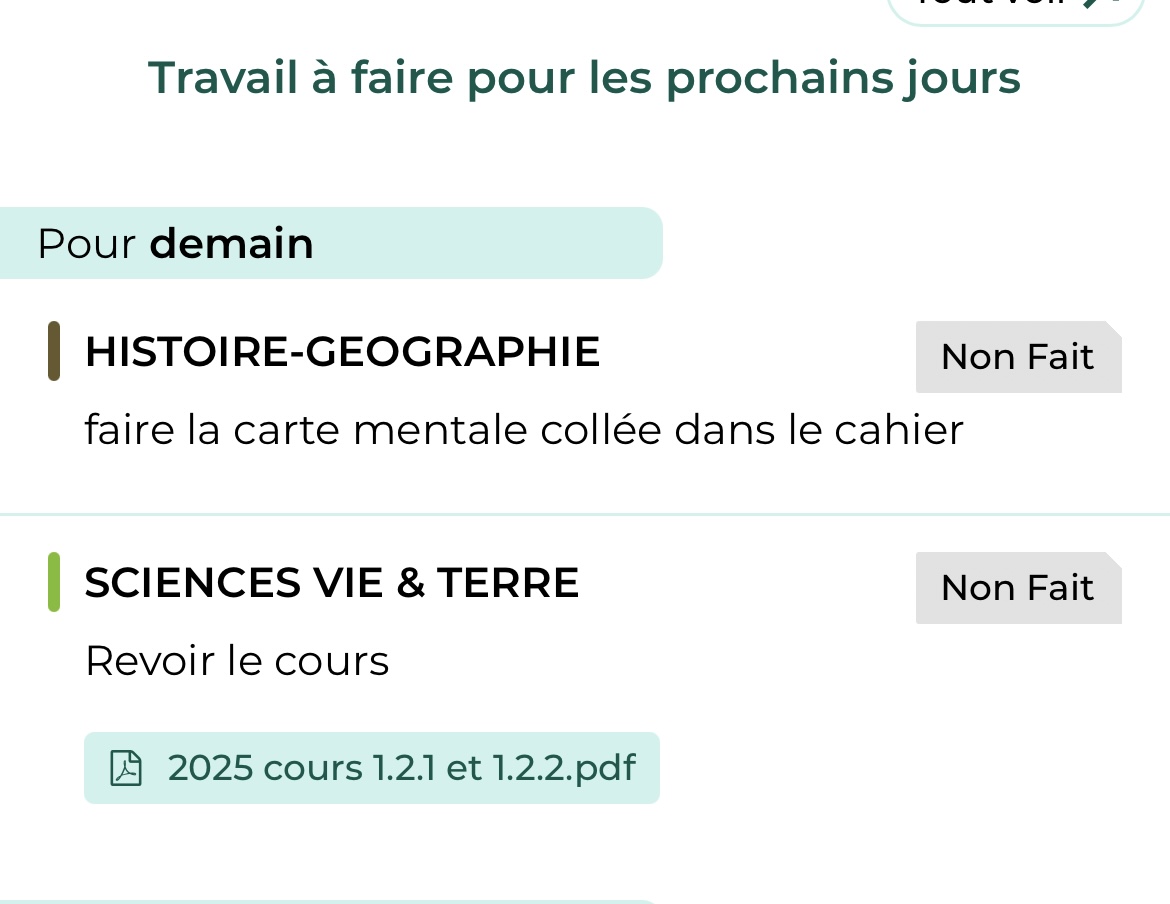 Tout voir
Travail à faire pour les prochains jours
Pour demain
HISTOIRE-GEOGRAPHIE
Non Fait
faire la carte mentale collée dans le cahier
SCIENCES VIE & TERRE
Non Fait
Revoir le cours
2025 cours 1.2.1 et 1.2.2.pdf